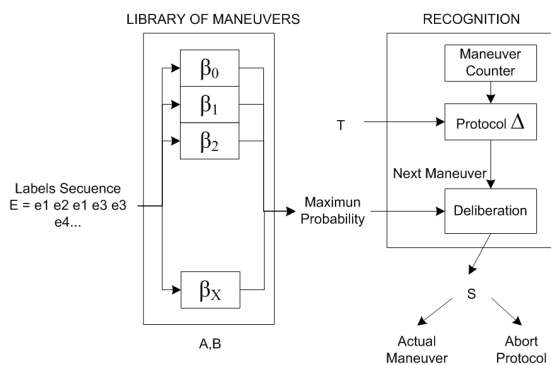 LIBRARY OF MANEUVERS
RECOGNITION
β0
β1
β2
βX
Labels Secuence
E = e1 e2 e1 e3 e3
e4...
A,B
Maximun
Probability
T
Maneuver
Counter
Protocol Δ
Next Maneuver
Deliberation
S
Actual
Maneuver
Abort
Protocol